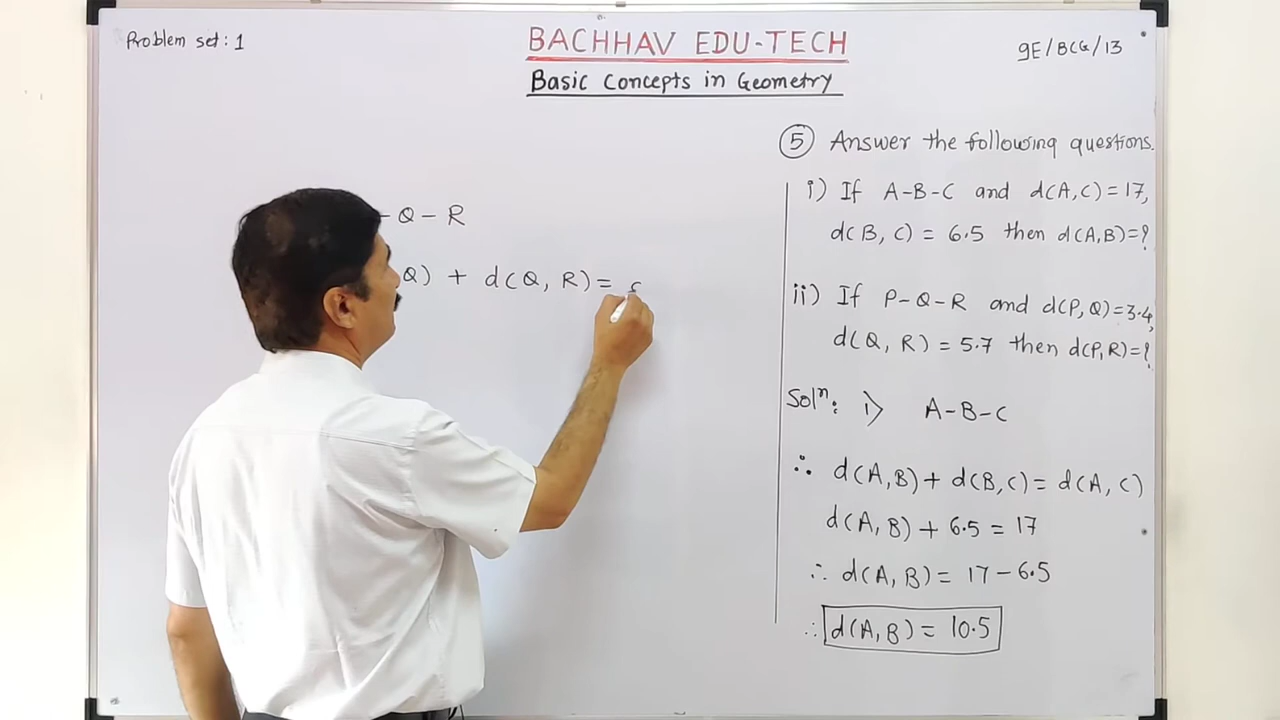 Problem set: 1
BACHHAV EDU-TECH
9E/BCG/13
Basic Concepts in Geometry
- Q - R
Q) + d(Q, R) =
⑤ Answer the following questions.
i) If A-B-C and d(A,C)=17,
d(B, C) = 6.5 then d(A,B)=?
ii) If P-Q-R and d(P,Q)=3.4,
d(Q, R) = 5.7 then d(P,R)=?
Solⁿ: i) A-B-C
∴ d(A,B) + d(B,C) = d(A, C)
d(A, B) + 6.5 = 17
∴ d(A, B) = 17 - 6.5
∴ d(A, B) = 10.5